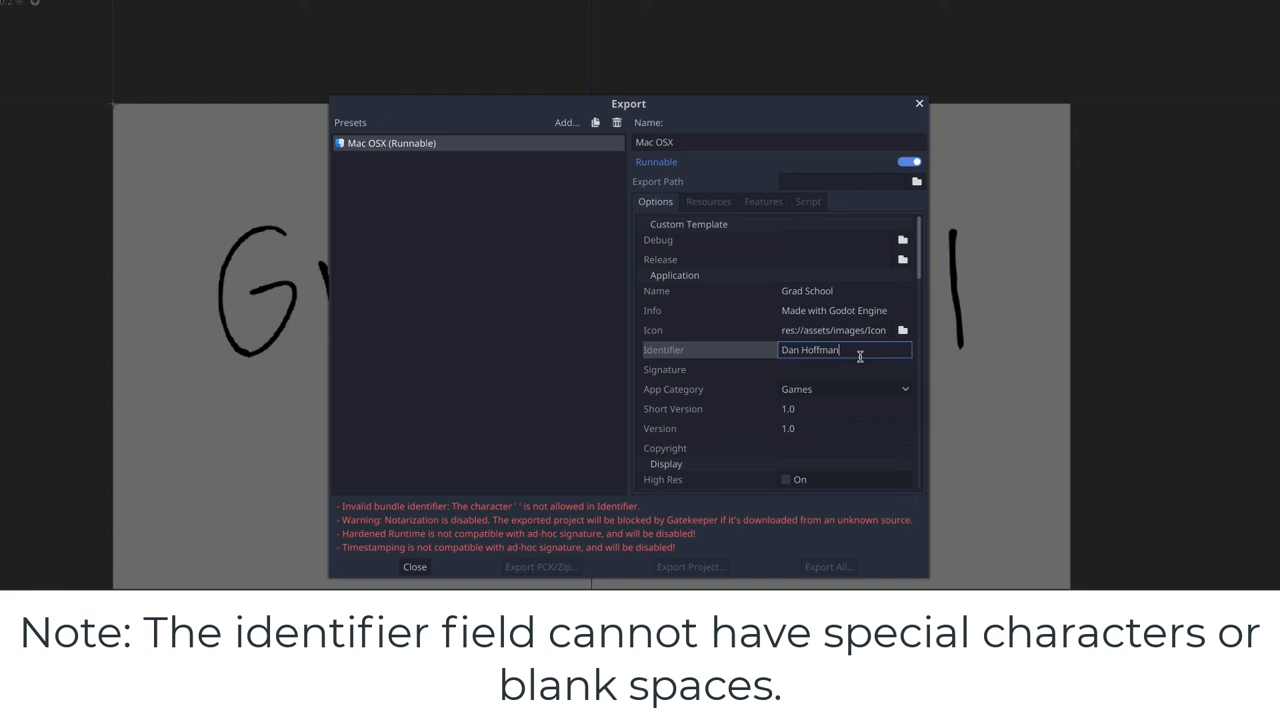 0.2 %
Export
Presets Add... Name:
Mac OSX (Runnable) Mac OSX
Runnable
Export Path
Options Resources Features Script
Custom Template
Debug
Release
Application
Name Grad School
Info Made with Godot Engine
Icon res://assets/images/Icon
Identifier Dan Hoffman
Signature
App Category Games
Short Version 1.0
Version 1.0
Copyright
Display
High Res On
- Invalid bundle identifier: The character ' ' is not allowed in Identifier.
- Warning: Notarization is disabled. The exported project will be blocked by Gatekeeper if it's downloaded from an unknown source.
- Hardened Runtime is not compatible with ad-hoc signature, and will be disabled!
- Timestamping is not compatible with ad-hoc signature, and will be disabled!
Close Export PCK/Zip... Export Project... Export All...
Note: The identifier field cannot have special characters or
blank spaces.